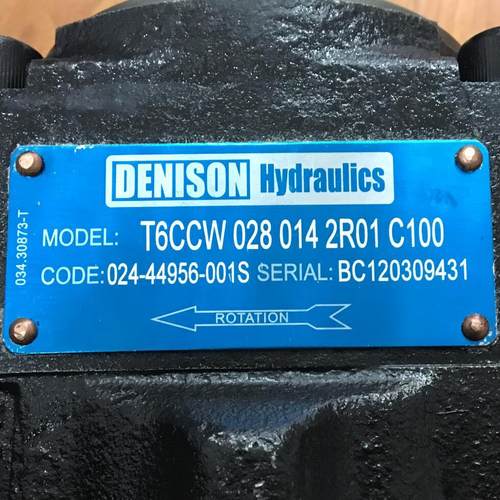 DENISON Hydraulics
034.30873-T
MODEL: T6CCW 028 014 2R01 C100
CODE: 024-44956-001S SERIAL: BC120309431
ROTATION